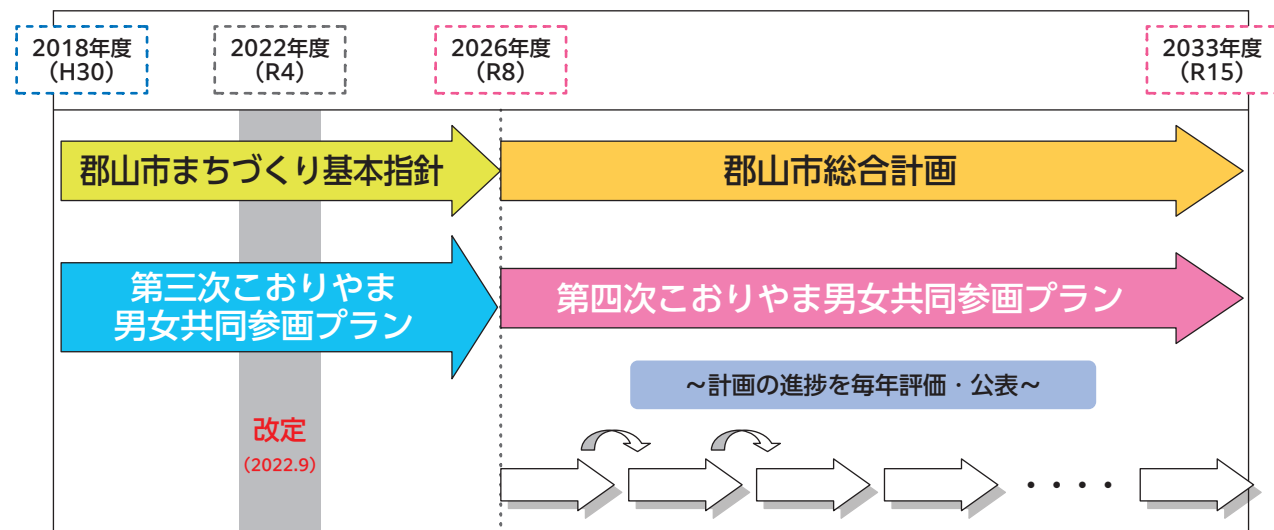 2018年度
(H30)
2022年度
(R4)
2026年度
(R8)
2033年度
(R15)
郡山市まちづくり基本指針
郡山市総合計画
第三次こおりやま
男女共同参画プラン
第四次こおりやま男女共同参画プラン
～計画の進捗を毎年評価・公表～
改定
(2022.9)
・・・・